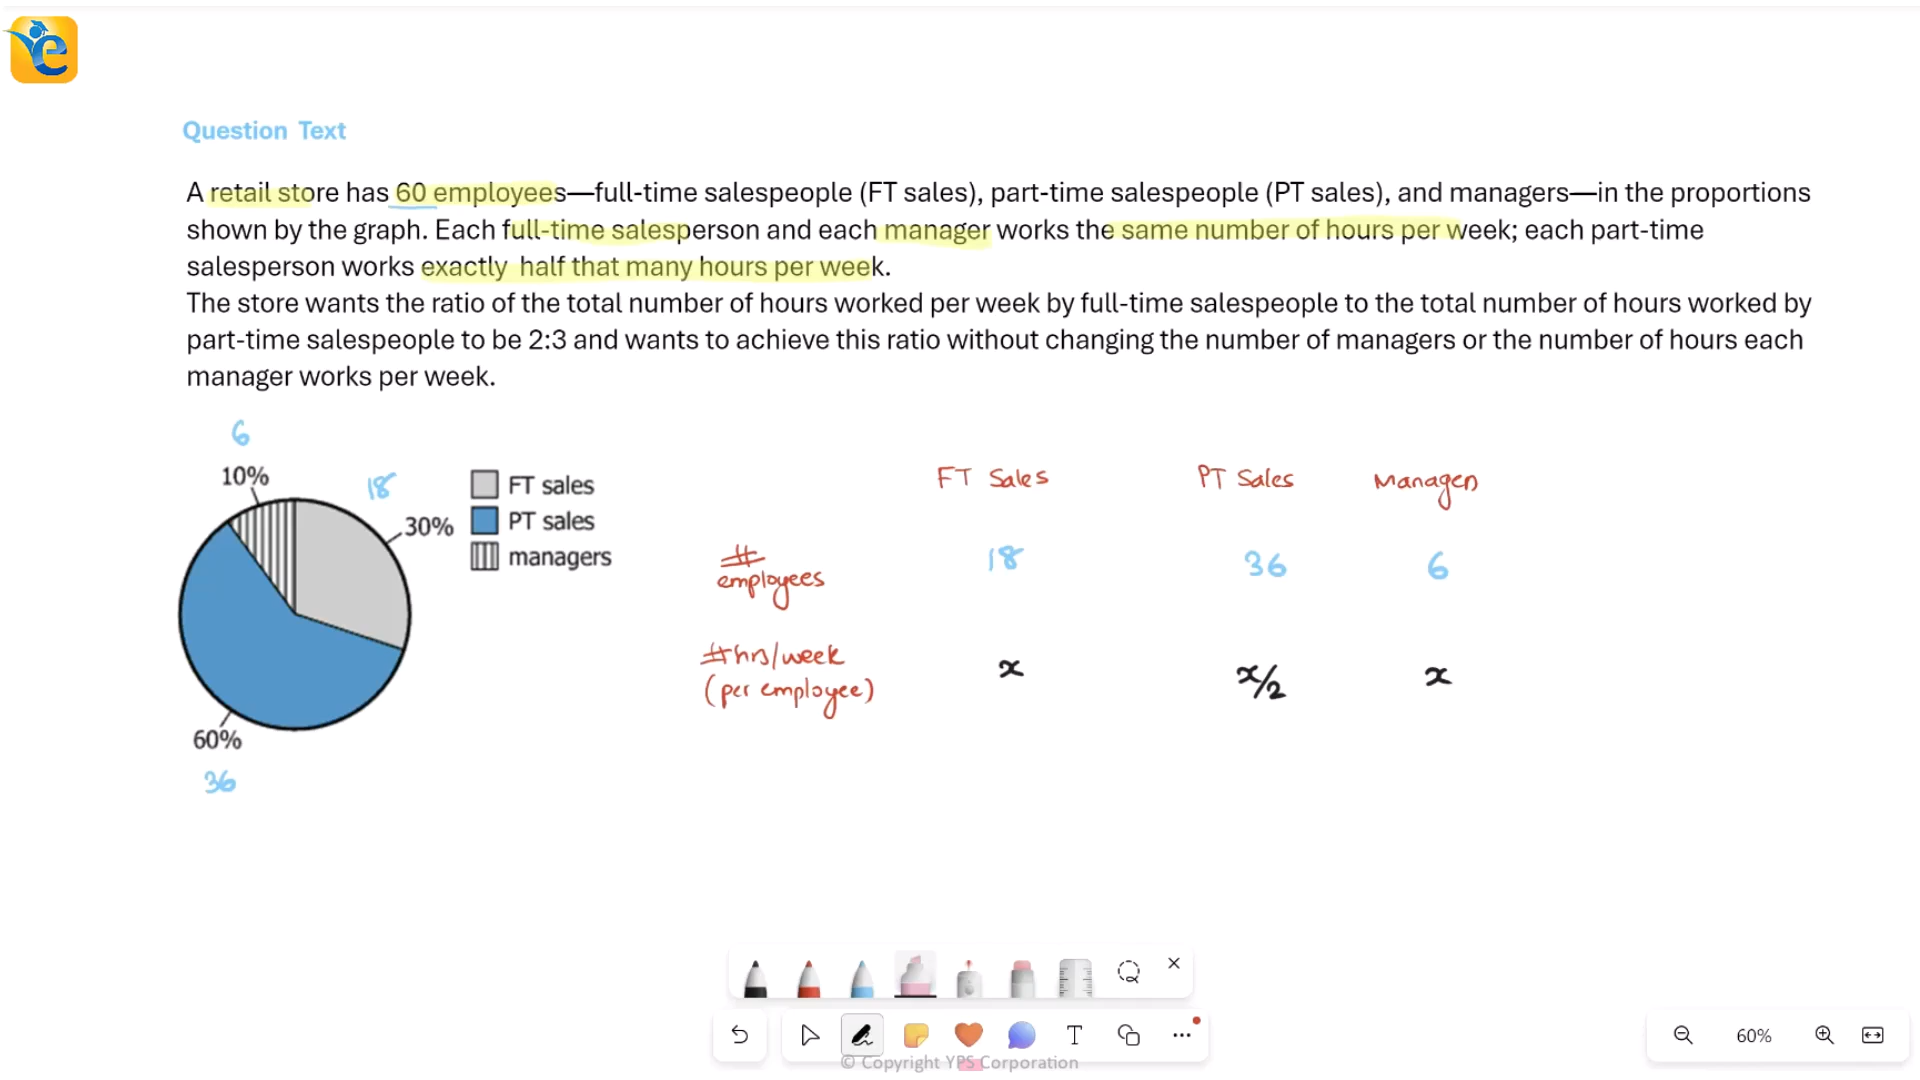 Question Text
A retail store has 60 employees—full-time salespeople (FT sales), part-time salespeople (PT sales), and managers—in the proportions
shown by the graph. Each full-time salesperson and each manager works the same number of hours per week; each part-time
salesperson works exactly half that many hours per week.
The store wants the ratio of the total number of hours worked per week by full-time salespeople to the total number of hours worked by
part-time salespeople to be 2:3 and wants to achieve this ratio without changing the number of managers or the number of hours each
manager works per week.
6
10%
18
30%
60%
36
FT sales
PT sales
managers
FT Sales PT Sales Managers
# employees 18 36 6
#hrs/week
(per employee) x x/2 x
T
60%
© Copyright YPS Corporation